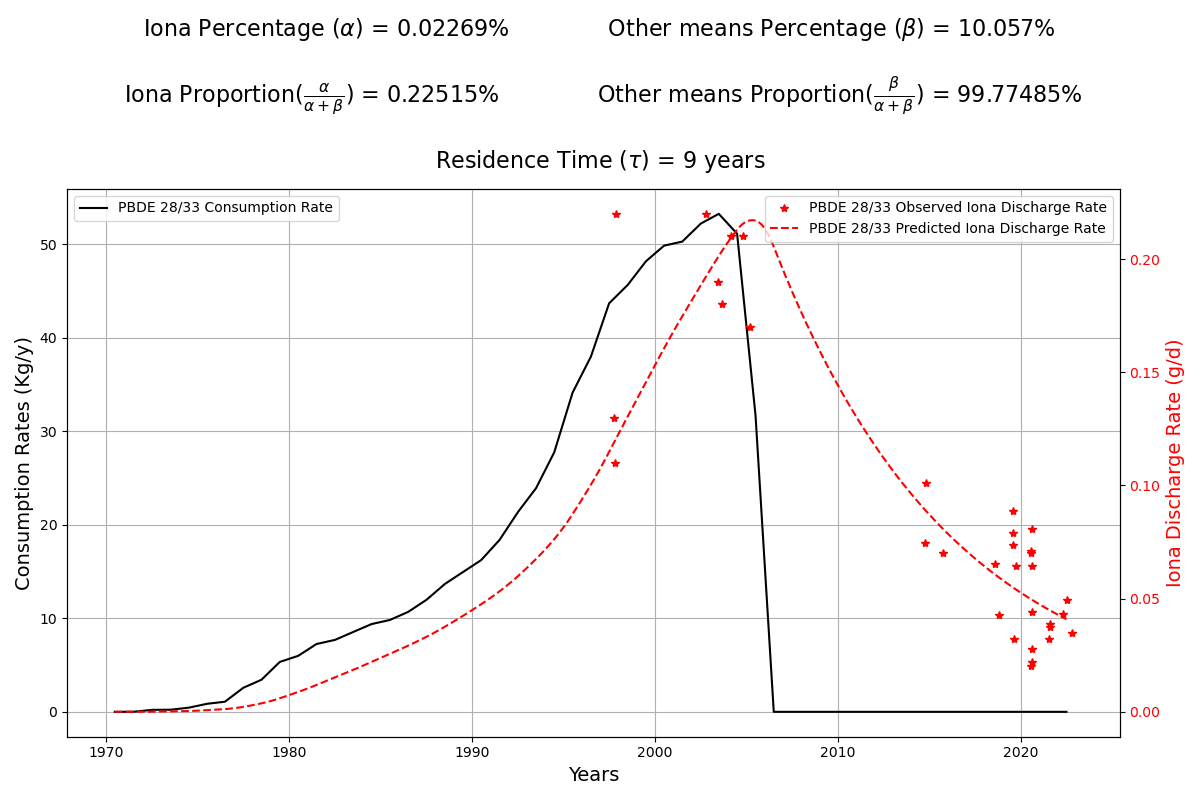 Iona Percentage (α) = 0.02269% Other means Percentage (β) = 10.057%
Iona Proportion(α/(α+β)) = 0.22515% Other means Proportion(β/(α+β)) = 99.77485%
Residence Time (τ) = 9 years
PBDE 28/33 Consumption Rate
PBDE 28/33 Observed Iona Discharge Rate
PBDE 28/33 Predicted Iona Discharge Rate
Consumption Rates (Kg/y)
50
40
30
20
10
0
Iona Discharge Rate (g/d)
0.20
0.15
0.10
0.05
0.00
1970 1980 1990 2000 2010 2020
Years